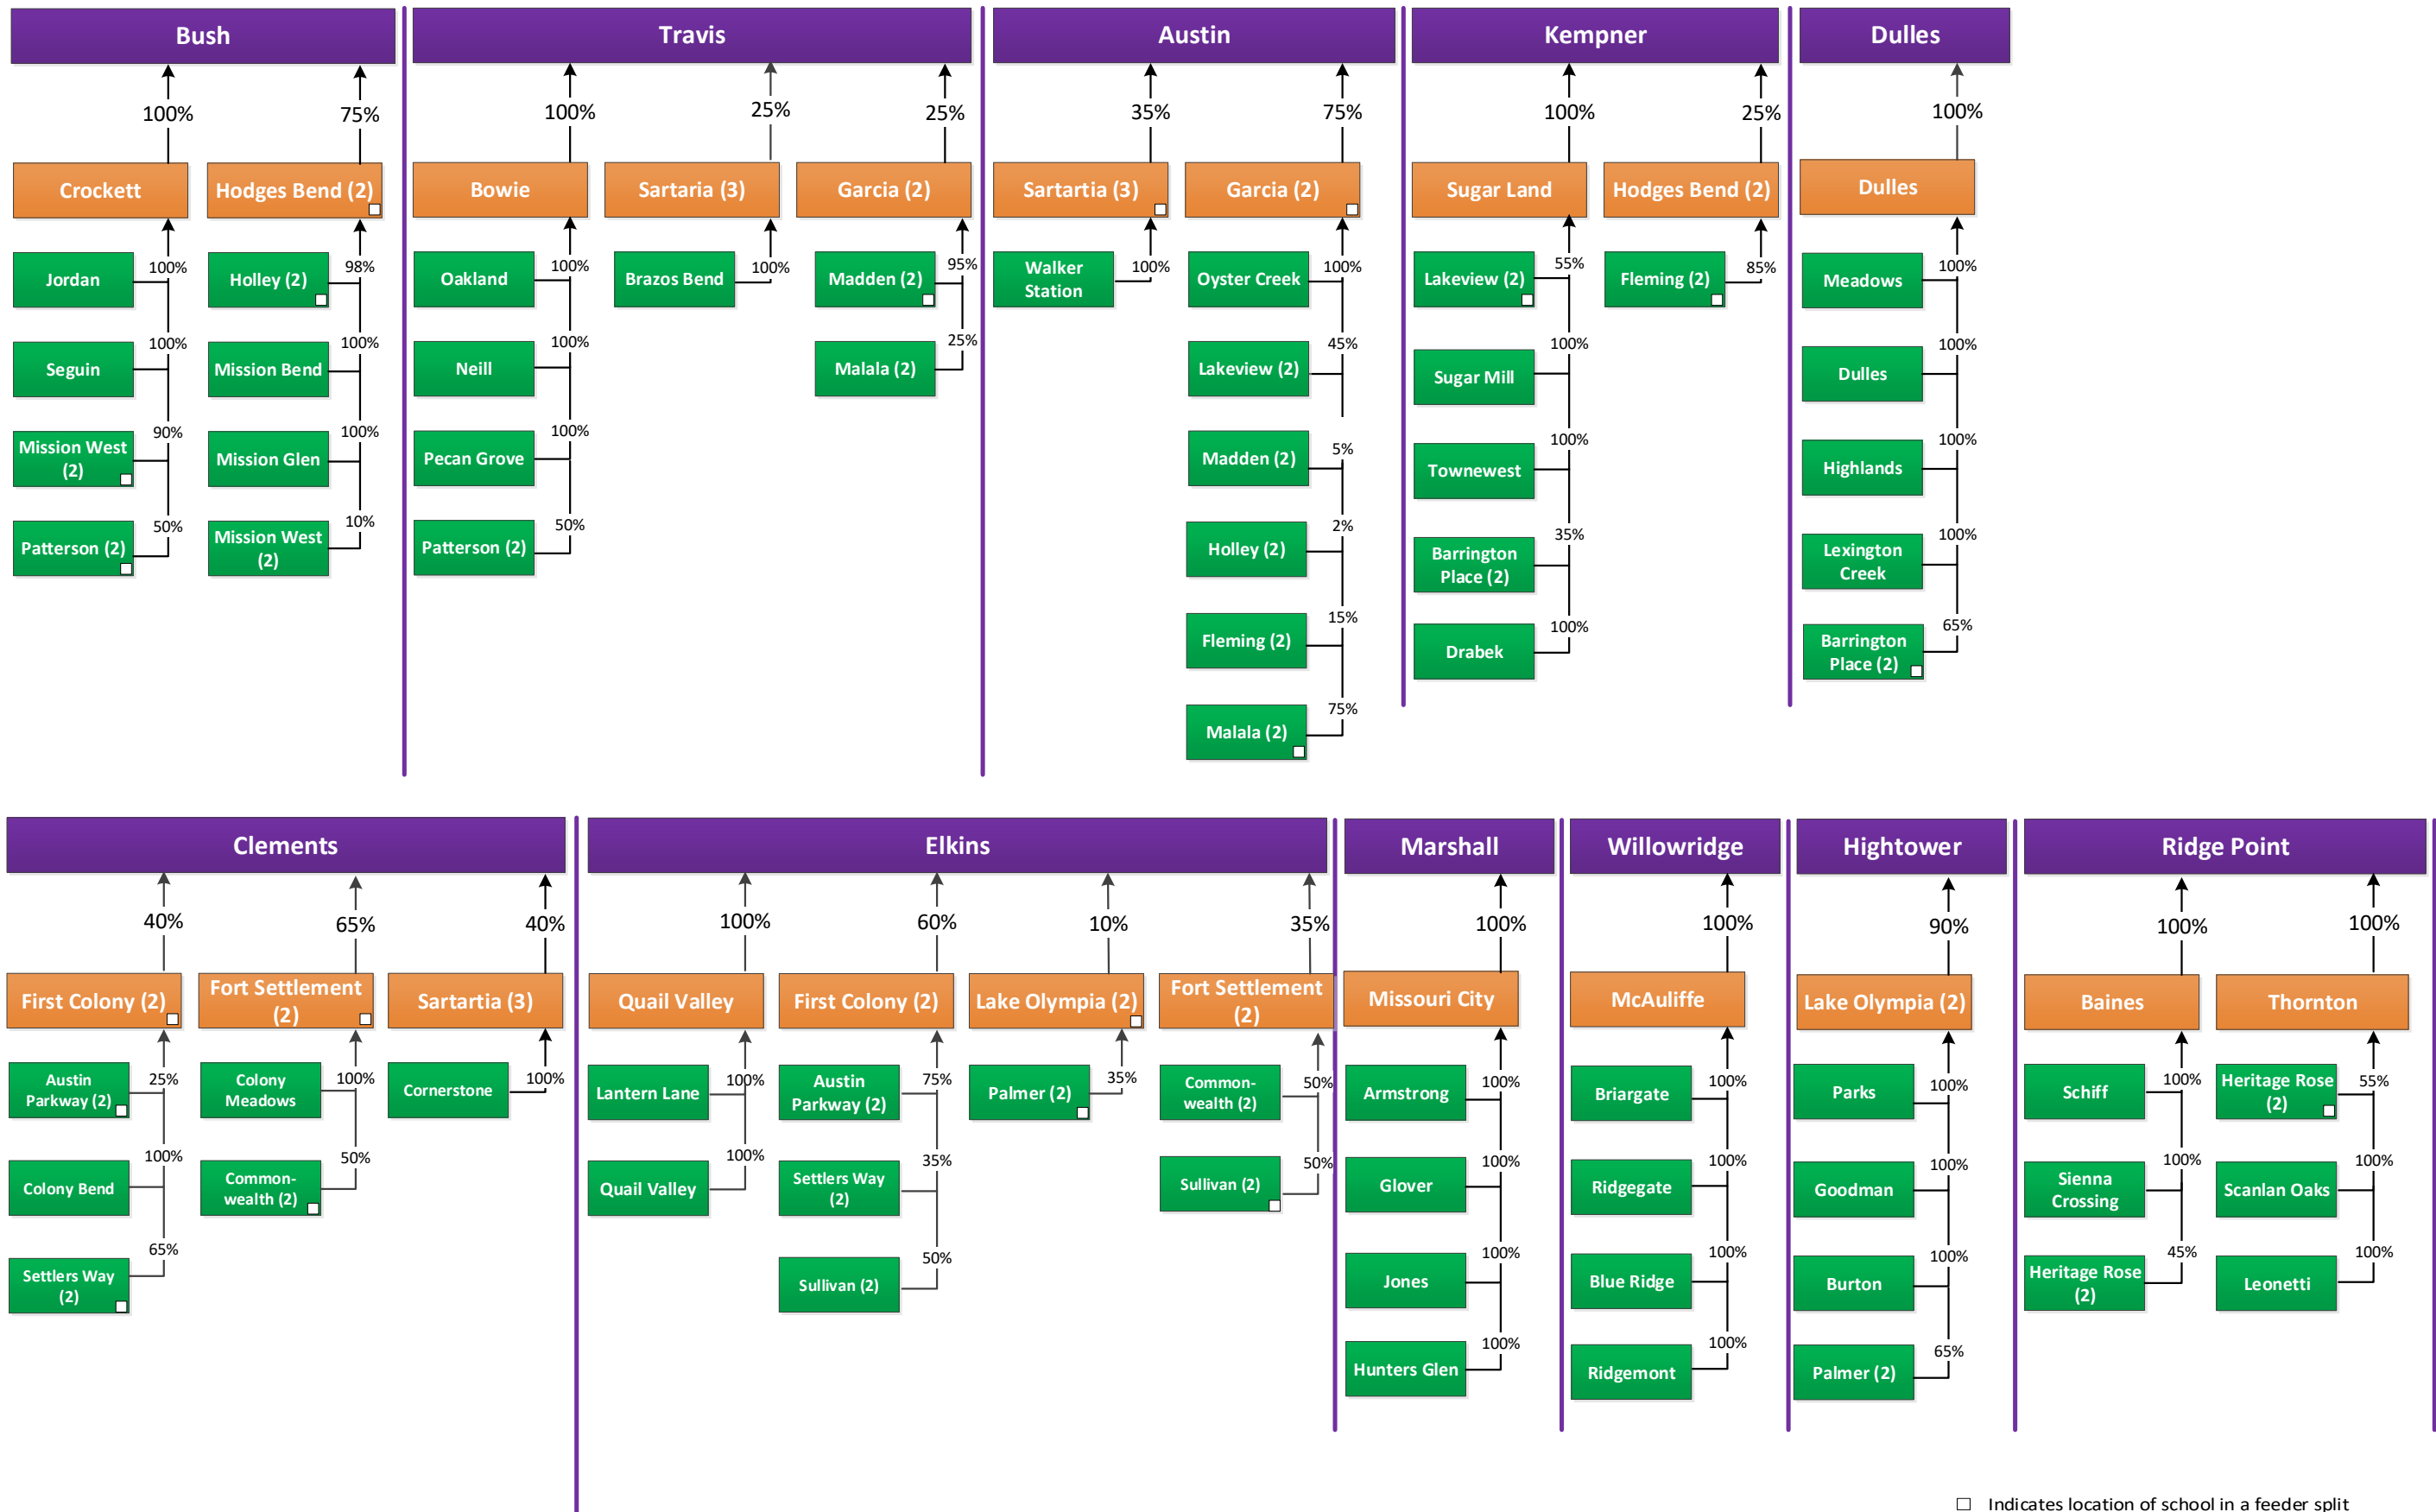 Bush
Travis
Austin
Kempner
Dulles
100%
75%
100%
25%
25%
35%
75%
100%
25%
100%
Crockett
Hodges Bend (2)
Bowie
Sartaria (3)
Garcia (2)
Sartartia (3)
Garcia (2)
Sugar Land
Hodges Bend (2)
Dulles
Jordan
100%
Holley (2)
98%
Oakland
100%
Brazos Bend
100%
Madden (2)
95%
Walker
Station
100%
Oyster Creek
100%
Lakeview (2)
55%
Fleming (2)
85%
Meadows
100%
Seguin
100%
Mission Bend
100%
Neill
100%
Malala (2)
25%
Lakeview (2)
45%
Sugar Mill
100%
Dulles
100%
Mission West
(2)
90%
Mission Glen
100%
Pecan Grove
100%
Madden (2)
5%
Townewest
100%
Highlands
100%
Patterson (2)
50%
Mission West
(2)
10%
Patterson (2)
50%
Holley (2)
2%
Barrington
Place (2)
35%
Lexington
Creek
100%
Fleming (2)
15%
Drabek
100%
Barrington
Place (2)
65%
Malala (2)
75%
Clements
Elkins
Marshall
Willowridge
Hightower
Ridge Point
40%
65%
40%
100%
60%
10%
35%
100%
100%
90%
100%
100%
First Colony (2)
Fort Settlement
(2)
Sartartia (3)
Quail Valley
First Colony (2)
Lake Olympia (2)
Fort Settlement
(2)
Missouri City
McAuliffe
Lake Olympia (2)
Baines
Thornton
Austin
Parkway (2)
25%
Colony
Meadows
100%
Cornerstone
100%
Lantern Lane
100%
Austin
Parkway (2)
75%
Palmer (2)
35%
Common-
wealth (2)
50%
Armstrong
100%
Briargate
100%
Parks
100%
Schiff
100%
Heritage Rose
(2)
55%
Colony Bend
100%
Common-
wealth (2)
50%
Quail Valley
100%
Settlers Way
(2)
35%
Sullivan (2)
50%
Glover
100%
Ridgegate
100%
Goodman
100%
Sienna
Crossing
100%
Scanlan Oaks
100%
Settlers Way
(2)
65%
Sullivan (2)
50%
Jones
100%
Blue Ridge
100%
Burton
100%
Heritage Rose
(2)
45%
Leonetti
100%
Hunters Glen
100%
Ridgemont
100%
Palmer (2)
65%
Indicates location of school in a feeder split